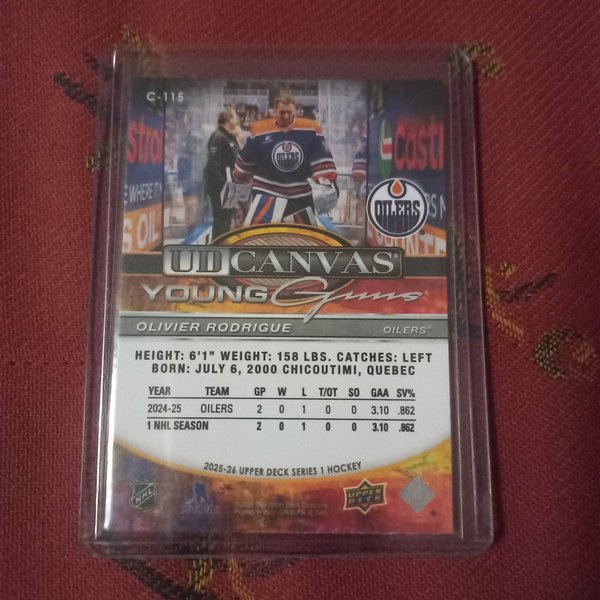 C-115
OILERS
OILERS
UD CANVAS
YOUNG Guns
OLIVIER RODRIGUE OILERS
HEIGHT: 6'1" WEIGHT: 158 LBS. CATCHES: LEFT
BORN: JULY 6, 2000 CHICOUTIMI, QUEBEC
YEAR TEAM GP W L T/OT SO GAA SV%
2024-25 OILERS 2 0 1 0 0 3.10 .862
1 NHL SEASON 2 0 1 0 0 3.10 .862
2025-26 UPPER DECK SERIES 1 HOCKEY
NHL
UPPER DECK